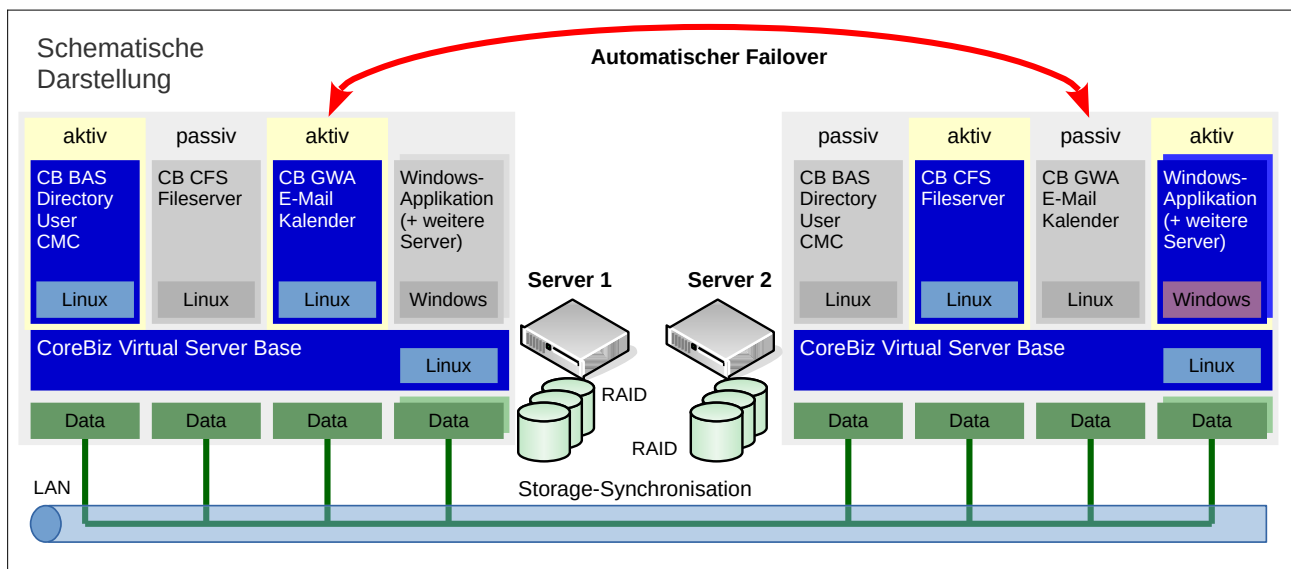 Schematische
Darstellung
Automatischer Failover
aktiv
passiv
aktiv
CB BAS
Directory
User
CMC
Linux
CB CFS
Fileserver
Linux
CB GWA
E-Mail
Kalender
Linux
Windows-
Applikation
(+ weitere
Server)
Windows
CoreBiz Virtual Server Base
Linux
Data
Data
Data
Data
Server 1
RAID
Server 2
RAID
passiv
aktiv
passiv
aktiv
CB BAS
Directory
User
CMC
Linux
CB CFS
Fileserver
Linux
CB GWA
E-Mail
Kalender
Linux
Windows-
Applikation
(+ weitere
Server)
Windows
CoreBiz Virtual Server Base
Linux
Data
Data
Data
Data
LAN
Storage-Synchronisation